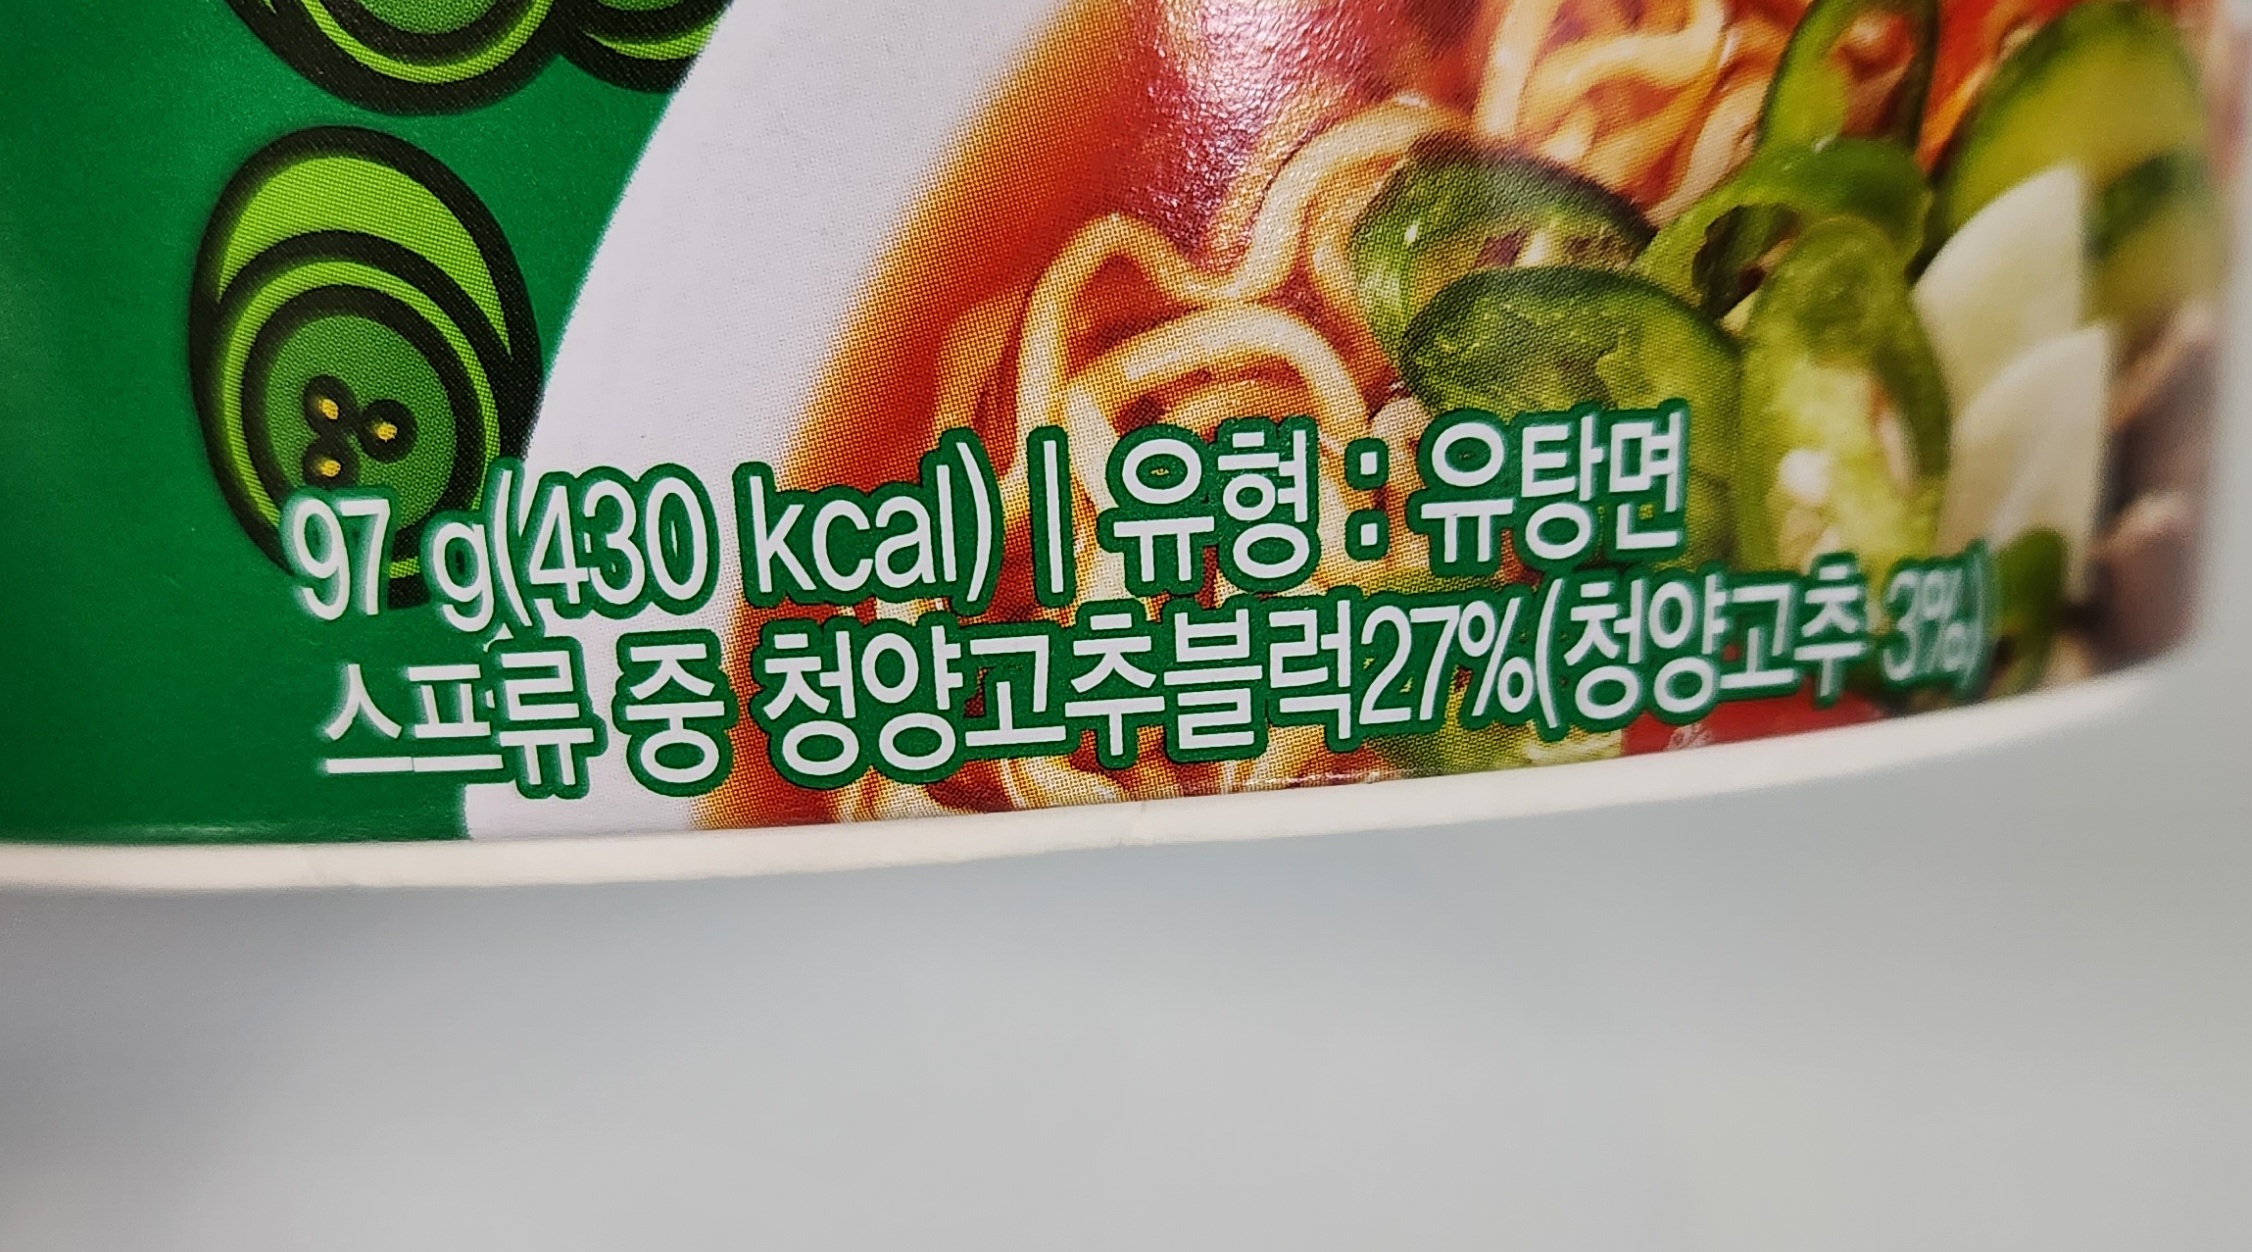 97 g(430 kcal) | 유형 : 유탕면
스프류 중 청양고추블럭27%(청양고추 3%)